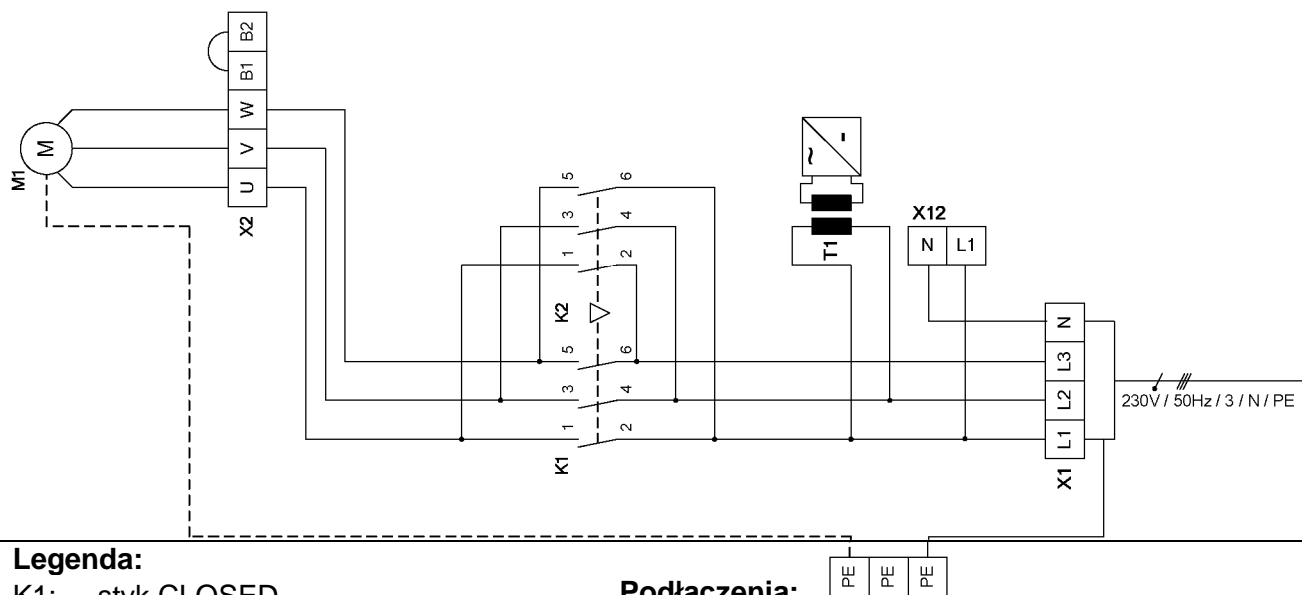 B2
B1
W
V
U
X2
M
M1
5
6
3
4
1
2
K2
5
6
3
4
1
2
K1
~
-
T1
X12
N L1
N
L3
L2
L1
X1
230V / 50Hz / 3 / N / PE
PE PE PE
Legenda:
K1: styk CLOSED
Podłączenia: